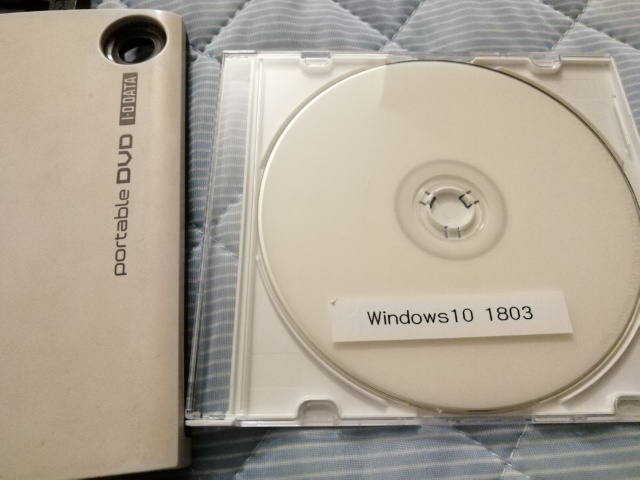 I-O DATA
portable DVD
Windows10 1803